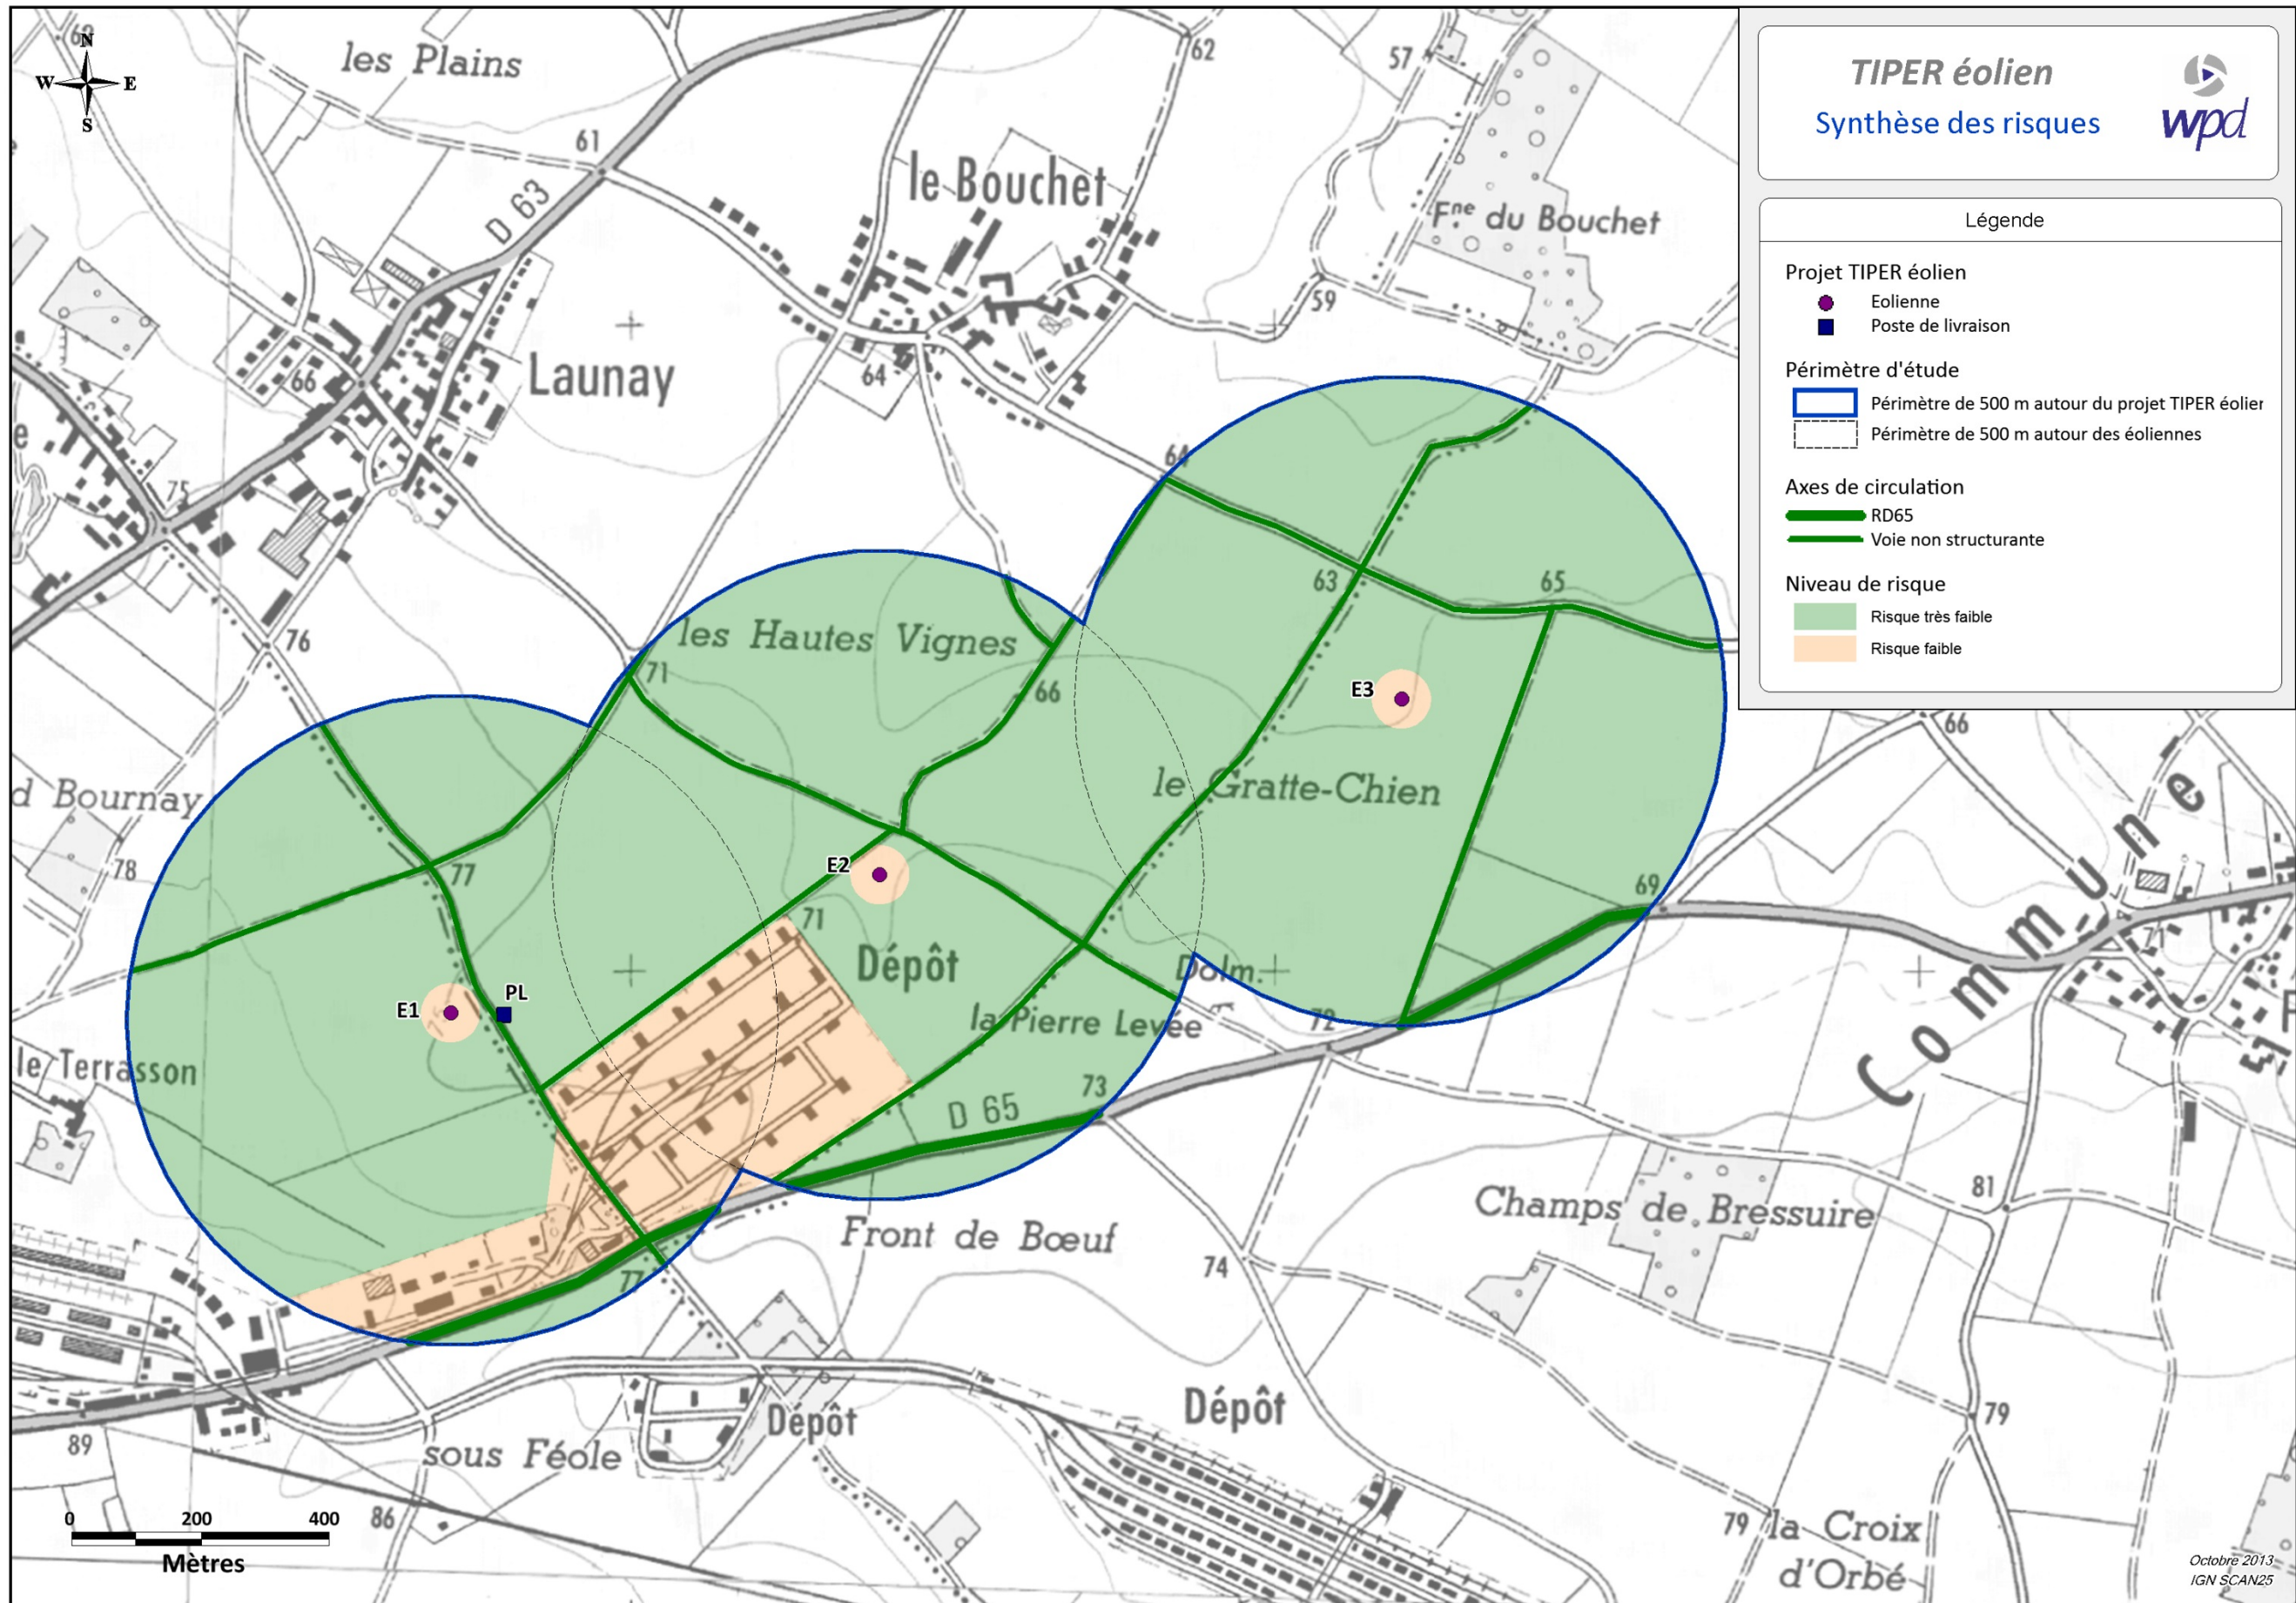 TIPER éolien
Synthèse des risques
wpd
Légende
Projet TIPER éolien
Eolienne
Poste de livraison
Périmètre d'étude
Périmètre de 500 m autour du projet TIPER éolier
Périmètre de 500 m autour des éoliennes
Axes de circulation
RD65
Voie non structurante
Niveau de risque
Risque très faible
Risque faible
N
W E
S
les Plains
62
57
61
D 63
le Bouchet
Fne du Bouchet
59
Launay
66
64
e
75
64
63
65
76
les Hautes Vignes
71
66
E3
66
d Bournay
le Gratte-Chien
78
77
E2
71
69
Commune
71
Dépôt
Dolm.
E1
PL
la Pierre Levée
72
le Terrasson
73
D 65
81
Champs de Bressuire
Front de Bœuf
74
77
Dépôt
Dépôt
79
89
sous Féole
86
79
la Croix
d'Orbé
0 200 400
Mètres
Octobre 2013
IGN SCAN25